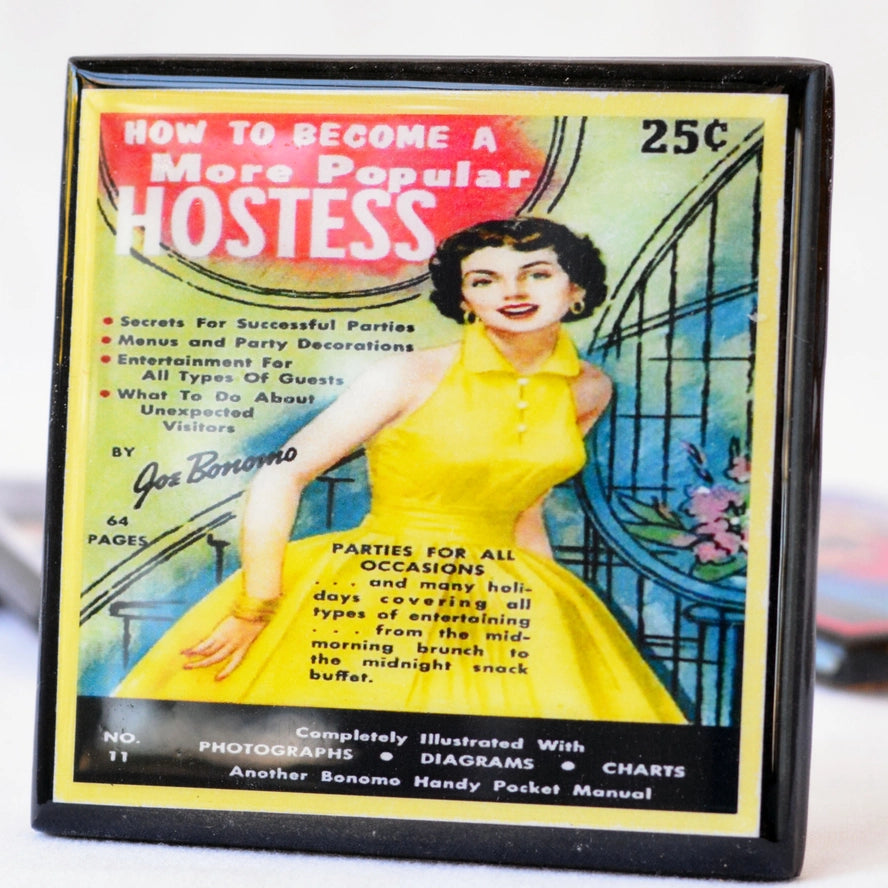 HOW TO BECOME A
More Popular
HOSTESS
25¢
• Secrets For Successful Parties
• Menus and Party Decorations
• Entertainment For
All Types Of Guests
• What To Do About
Unexpected
Visitors
BY
Joe Bonomo
64
PAGES
PARTIES FOR ALL
OCCASIONS
. . . and many holi-
days covering all
types of entertaining
. . . from the mid-
morning brunch to
the midnight snack
buffet.
NO.
11
Completely Illustrated With
PHOTOGRAPHS • DIAGRAMS • CHARTS
Another Bonomo Handy Pocket Manual